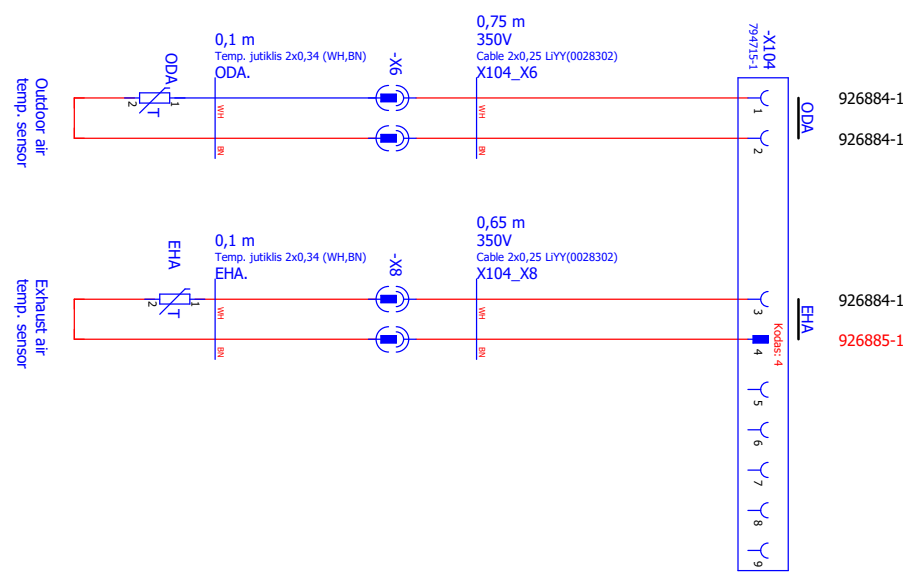 0,75 m
350V
Cable 2x0,25 LiYY(0028302)
X104_X6
0,1 m
Temp. jutiklis 2x0,34 (WH,BN)
ODA.
-X6
-X104
794715-1
ODA
1
2
T
WH
BN
WH
BN
Outdoor air
temp. sensor
1
2
ODA
926884-1
926884-1
0,65 m
350V
Cable 2x0,25 LiYY(0028302)
X104_X8
0,1 m
Temp. jutiklis 2x0,34 (WH,BN)
EHA.
-X8
EHA
1
2
T
WH
BN
WH
BN
Exhaust air
temp. sensor
3
4
Kodas: 4
EHA
926884-1
926885-1
5
6
7
8
9